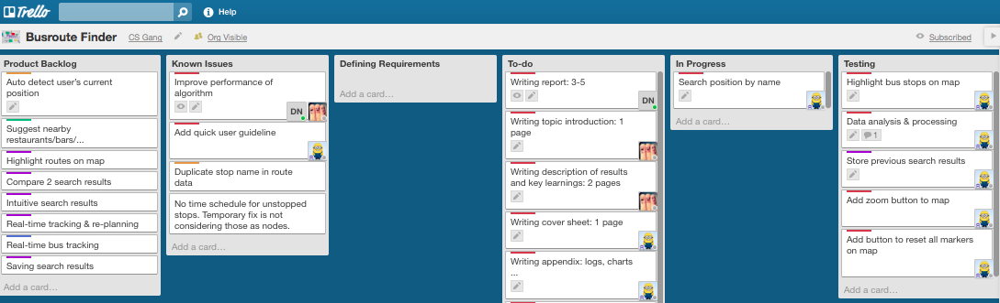 Trello
Help
Busroute Finder
CS Gang
Org Visible
Subscribed
Product Backlog
Auto detect user's current
position
Suggest nearby
restaurants/bars/...
Highlight routes on map
Compare 2 search results
Intuitive search results
Real-time tracking & re-planning
Real-time bus tracking
Saving search results
Add a card…
Known Issues
Improve performance of
algorithm
DN
Add quick user guideline
Duplicate stop name in route
data
No time schedule for unstopped
stops. Temporary fix is not
considering those as nodes.
Add a card…
Defining Requirements
Add a card…
To-do
Writing report: 3-5
DN
Writing topic introduction: 1
page
Writing description of results
and key learnings: 2 pages
Writing cover sheet: 1 page
Writing appendix: logs, charts
...
In Progress
Search position by name
Add a card…
Testing
Highlight bus stops on map
Data analysis & processing
1
Store previous search results
Add zoom button to map
Add button to reset all markers
on map
Add a card…